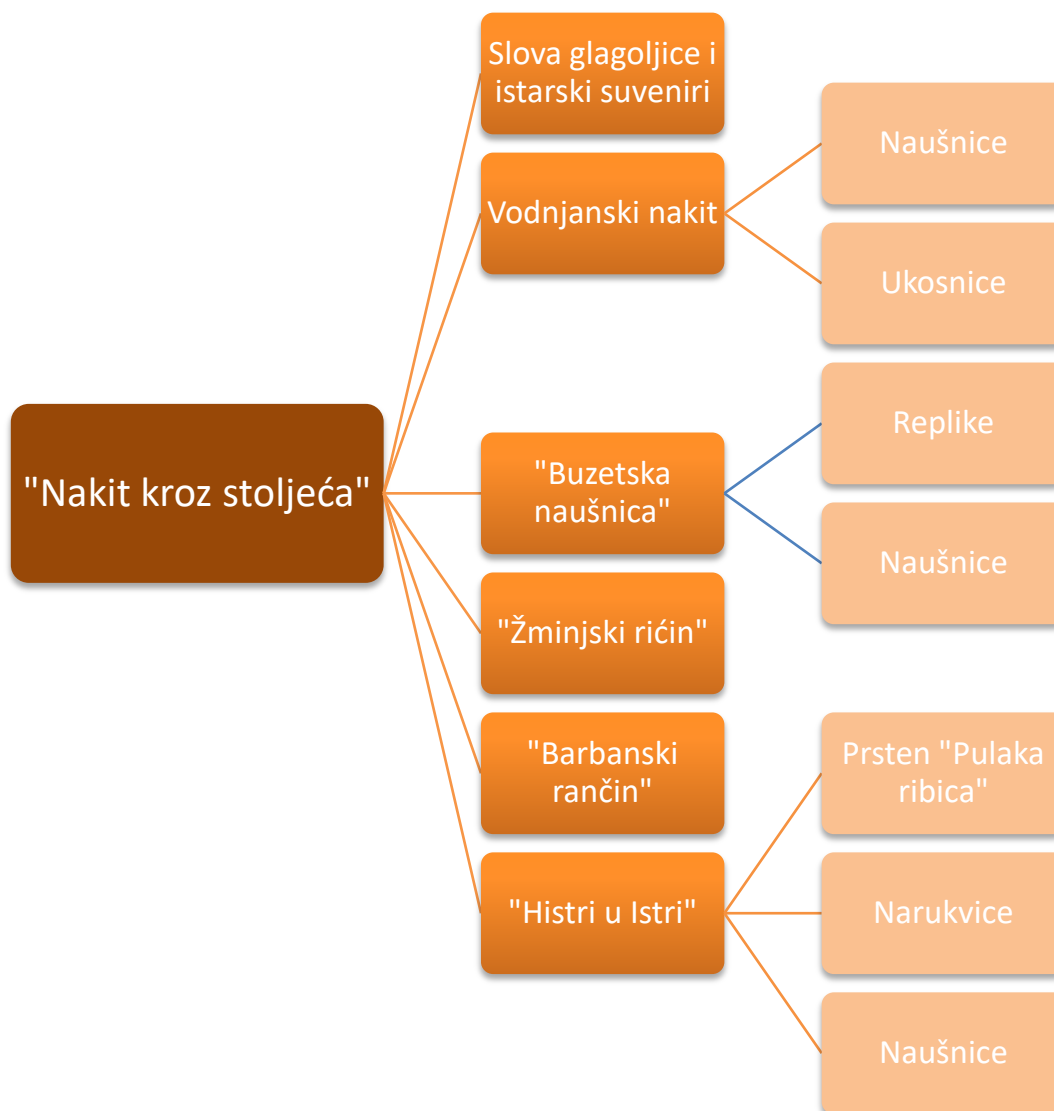 "Nakit kroz stoljeća"
Slova glagoljice i
istarski suveniri
Vodnjanski nakit
Naušnice
Ukosnice
"Buzetska
naušnica"
Replike
Naušnice
"Žminjski rićin"
"Barbanski
rančin"
"Histri u Istri"
Prsten "Pulaka
ribica"
Narukvice
Naušnice